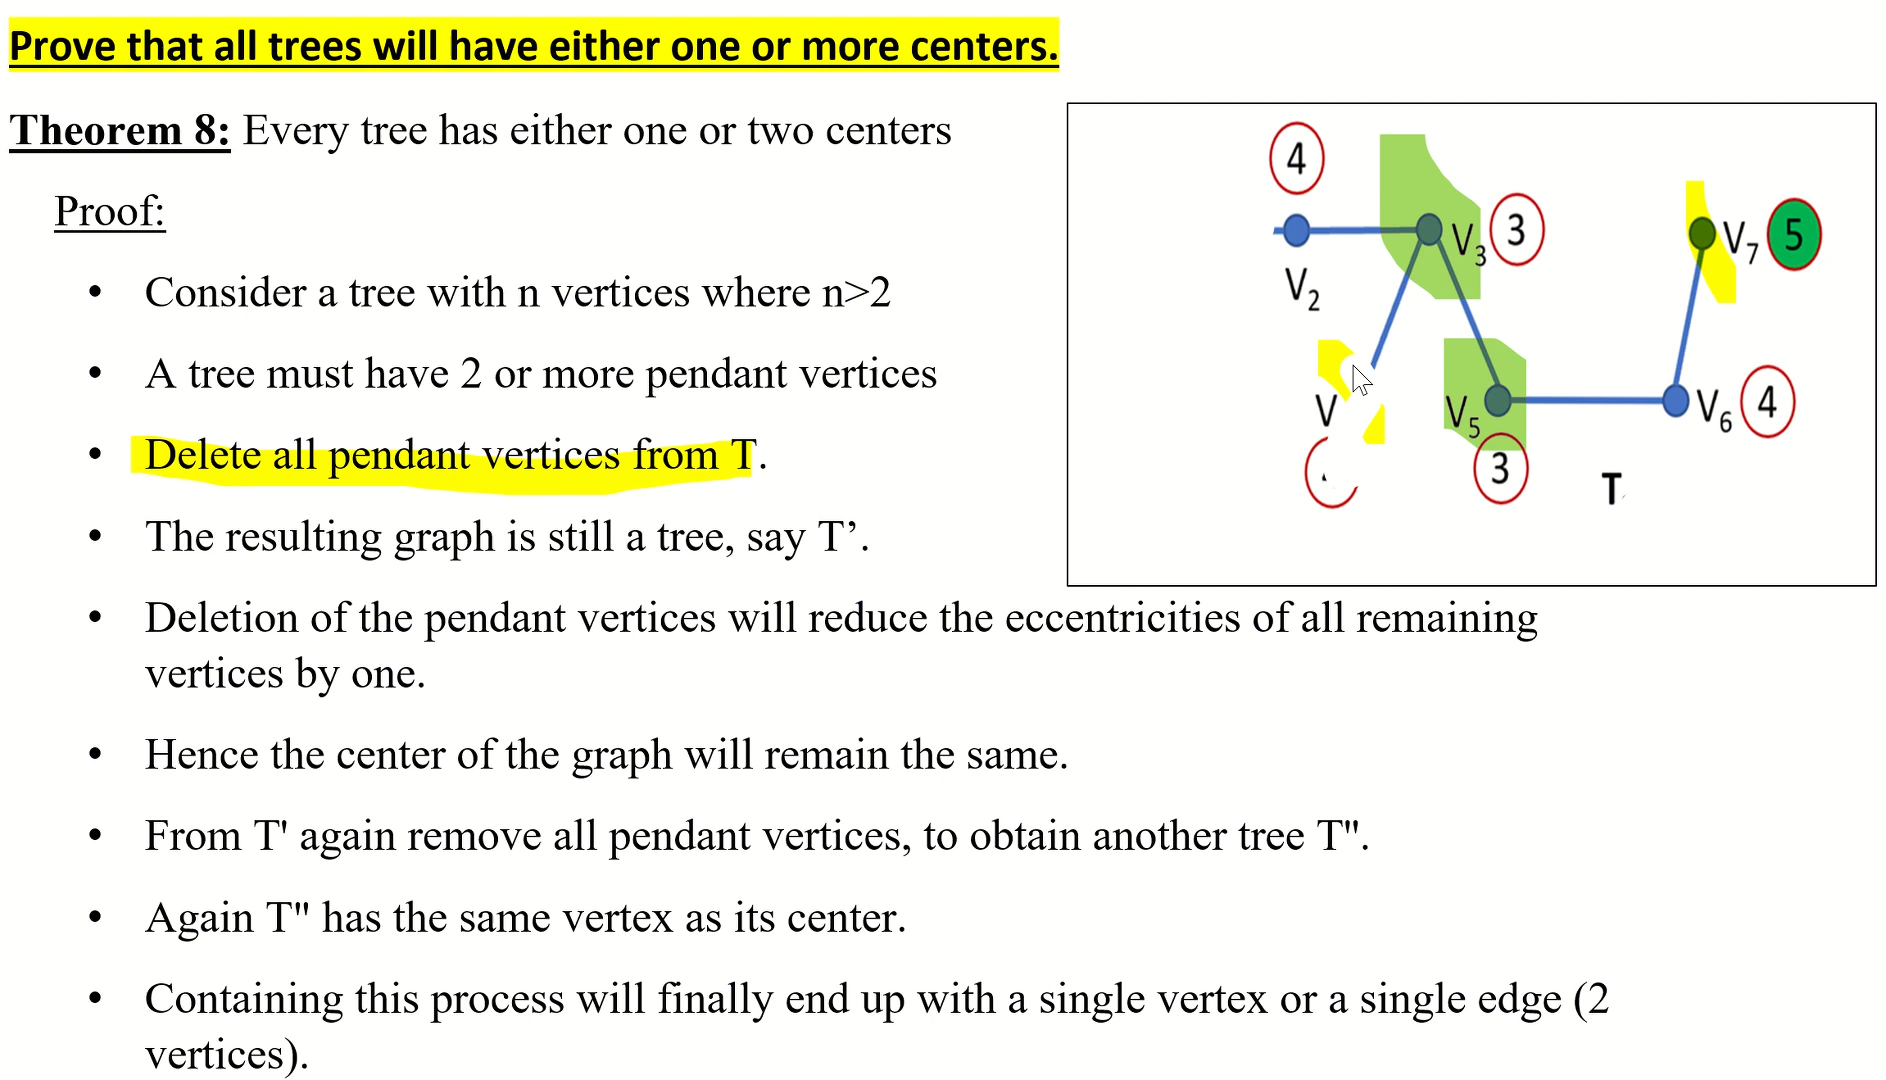 Prove that all trees will have either one or more centers.
Theorem 8: Every tree has either one or two centers
Proof:
• Consider a tree with n vertices where n>2
• A tree must have 2 or more pendant vertices
• Delete all pendant vertices from T.
• The resulting graph is still a tree, say T’.
• Deletion of the pendant vertices will reduce the eccentricities of all remaining
vertices by one.
• Hence the center of the graph will remain the same.
• From T' again remove all pendant vertices, to obtain another tree T".
• Again T" has the same vertex as its center.
• Containing this process will finally end up with a single vertex or a single edge (2
vertices).
4
V2
V3 3
V7 5
V
V5
3
V6 4
T